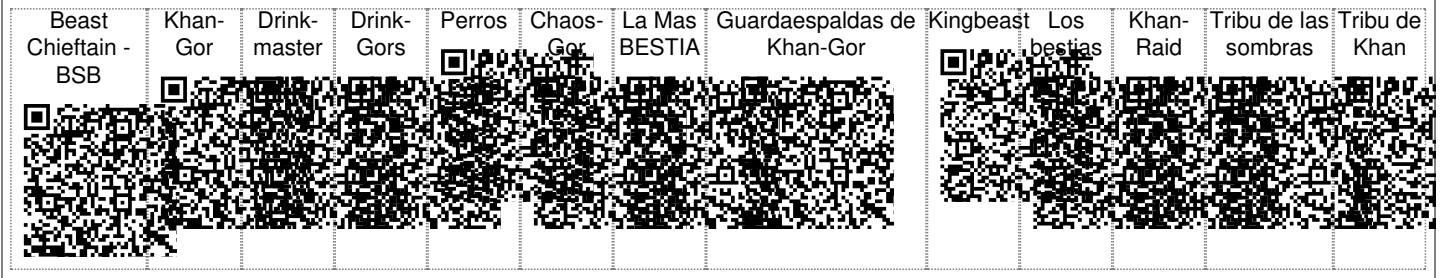 Beast
Chieftain -
BSB
Khan-
Gor
Drink-
master
Drink-
Gors
Perros
Chaos-
Gor
La Mas
BESTIA
Guardaespaldas de
Khan-Gor
Kingbeast
Los
bestias
Khan-
Raid
Tribu de las
sombras
Tribu de
Khan